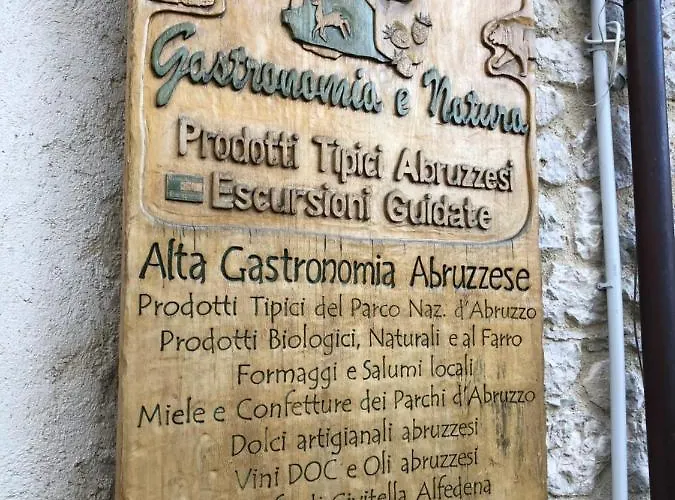 Gastronomia e Natura
Prodotti Tipici Abruzzesi
Escursioni Guidate
Alta Gastronomia Abruzzese
Prodotti Tipici del Parco Naz. d'Abruzzo
Prodotti Biologici, Naturali e al Farro
Formaggi e Salumi locali
Miele e Confetture dei Parchi d'Abruzzo
Dolci artigianali abruzzesi
Vini DOC e Oli abruzzesi
di Civitella Alfedena